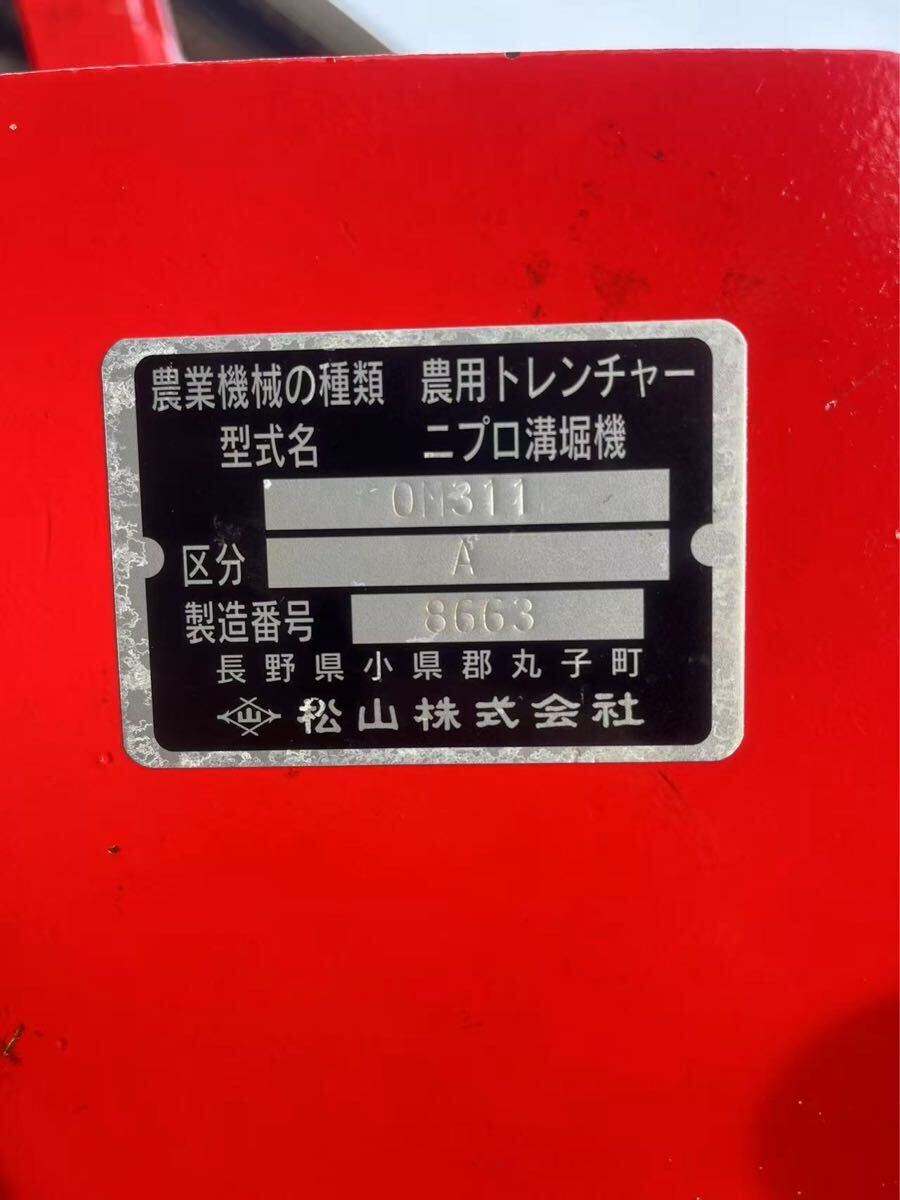 農業機械の種類 農用トレンチャー
型式名 ニプロ溝堀機
OM311
区分 A
製造番号 8663
長野県小県郡丸子町
山 松山株式会社